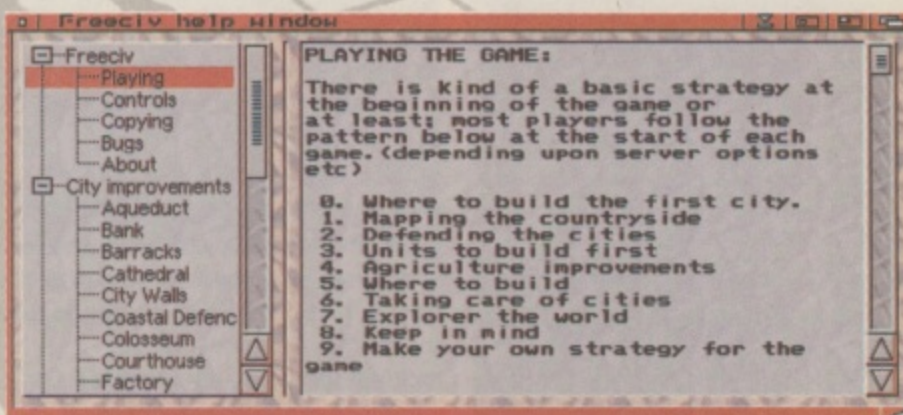 Freeciv help window
Freeciv
Playing
Controls
Copying
Bugs
About
City improvements
Aqueduct
Bank
Barracks
Cathedral
City Walls
Coastal Defenc
Colosseum
Courthouse
Factory
PLAYING THE GAME:
There is kind of a basic strategy at
the beginning of the game or
at least; most players follow the
pattern below at the start of each
game.(depending upon server options
etc)
0. Where to build the first city.
1. Mapping the countryside
2. Defending the cities
3. Units to build first
4. Agriculture improvements
5. Where to build
6. Taking care of cities
7. Explorer the world
8. Keep in mind
9. Make your own strategy for the
game